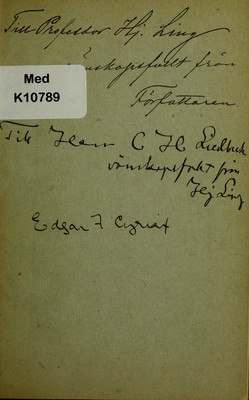 Till Professor Hj. Ling
vänskapsfullt från
Författaren
Med
K10789
Till Herr C H Liedbeck
vänskapsfullt från
Hj Ling
Edgar F Cyriax